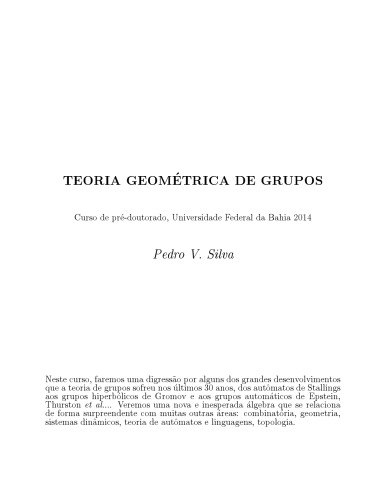 TEORIA GEOMÉTRICA DE GRUPOS
Curso de pré-doutorado, Universidade Federal da Bahia 2014
Pedro V. Silva
Neste curso, faremos uma digressão por alguns dos grandes desenvolvimentos
que a teoria de grupos sofreu nos últimos 30 anos, dos autômatos de Stallings
aos grupos hiperbólicos de Gromov e aos grupos automáticos de Epstein,
Thurston et al.... Veremos uma nova e inesperada álgebra que se relaciona
de forma surpreendente com muitas outras áreas: combinatória, geometria,
sistemas dinâmicos, teoria de autômatos e linguagens, topologia.